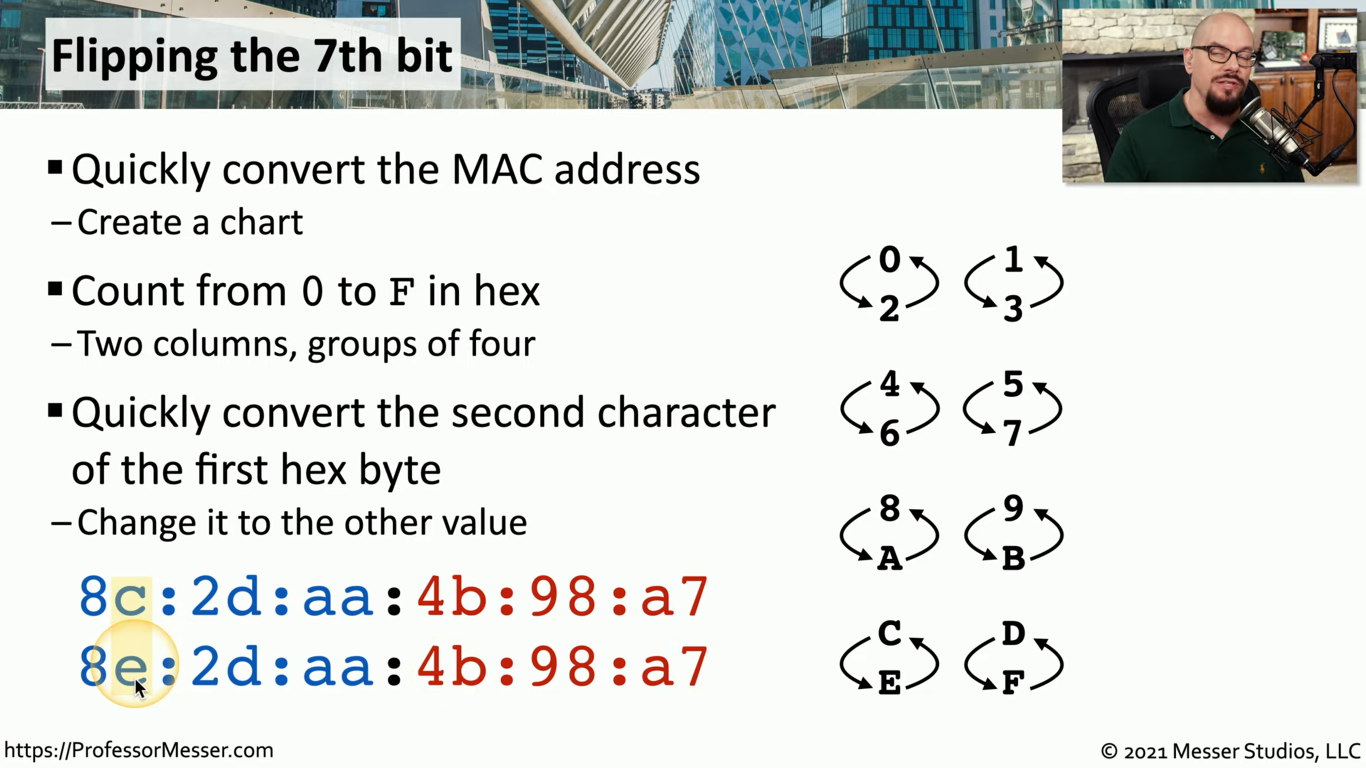 Flipping the 7th bit
▪Quickly convert the MAC address
–Create a chart
▪Count from 0 to F in hex
–Two columns, groups of four
▪Quickly convert the second character
of the first hex byte
–Change it to the other value
8c:2d:aa:4b:98:a7
8e:2d:aa:4b:98:a7
0 1
2 3
4 5
6 7
8 9
A B
C D
E F
https://ProfessorMesser.com
© 2021 Messer Studios, LLC